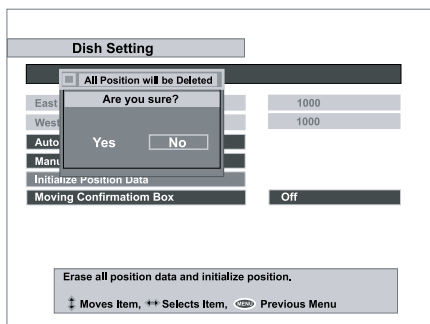 Dish Setting
All Position will be Deleted
Are you sure?
Yes No
East 1000
West 1000
Auto
Manu
Initialize Position Data
Moving Confirmatiom Box Off
Erase all position data and initialize position.
Moves Item, Selects Item, MENU Previous Menu